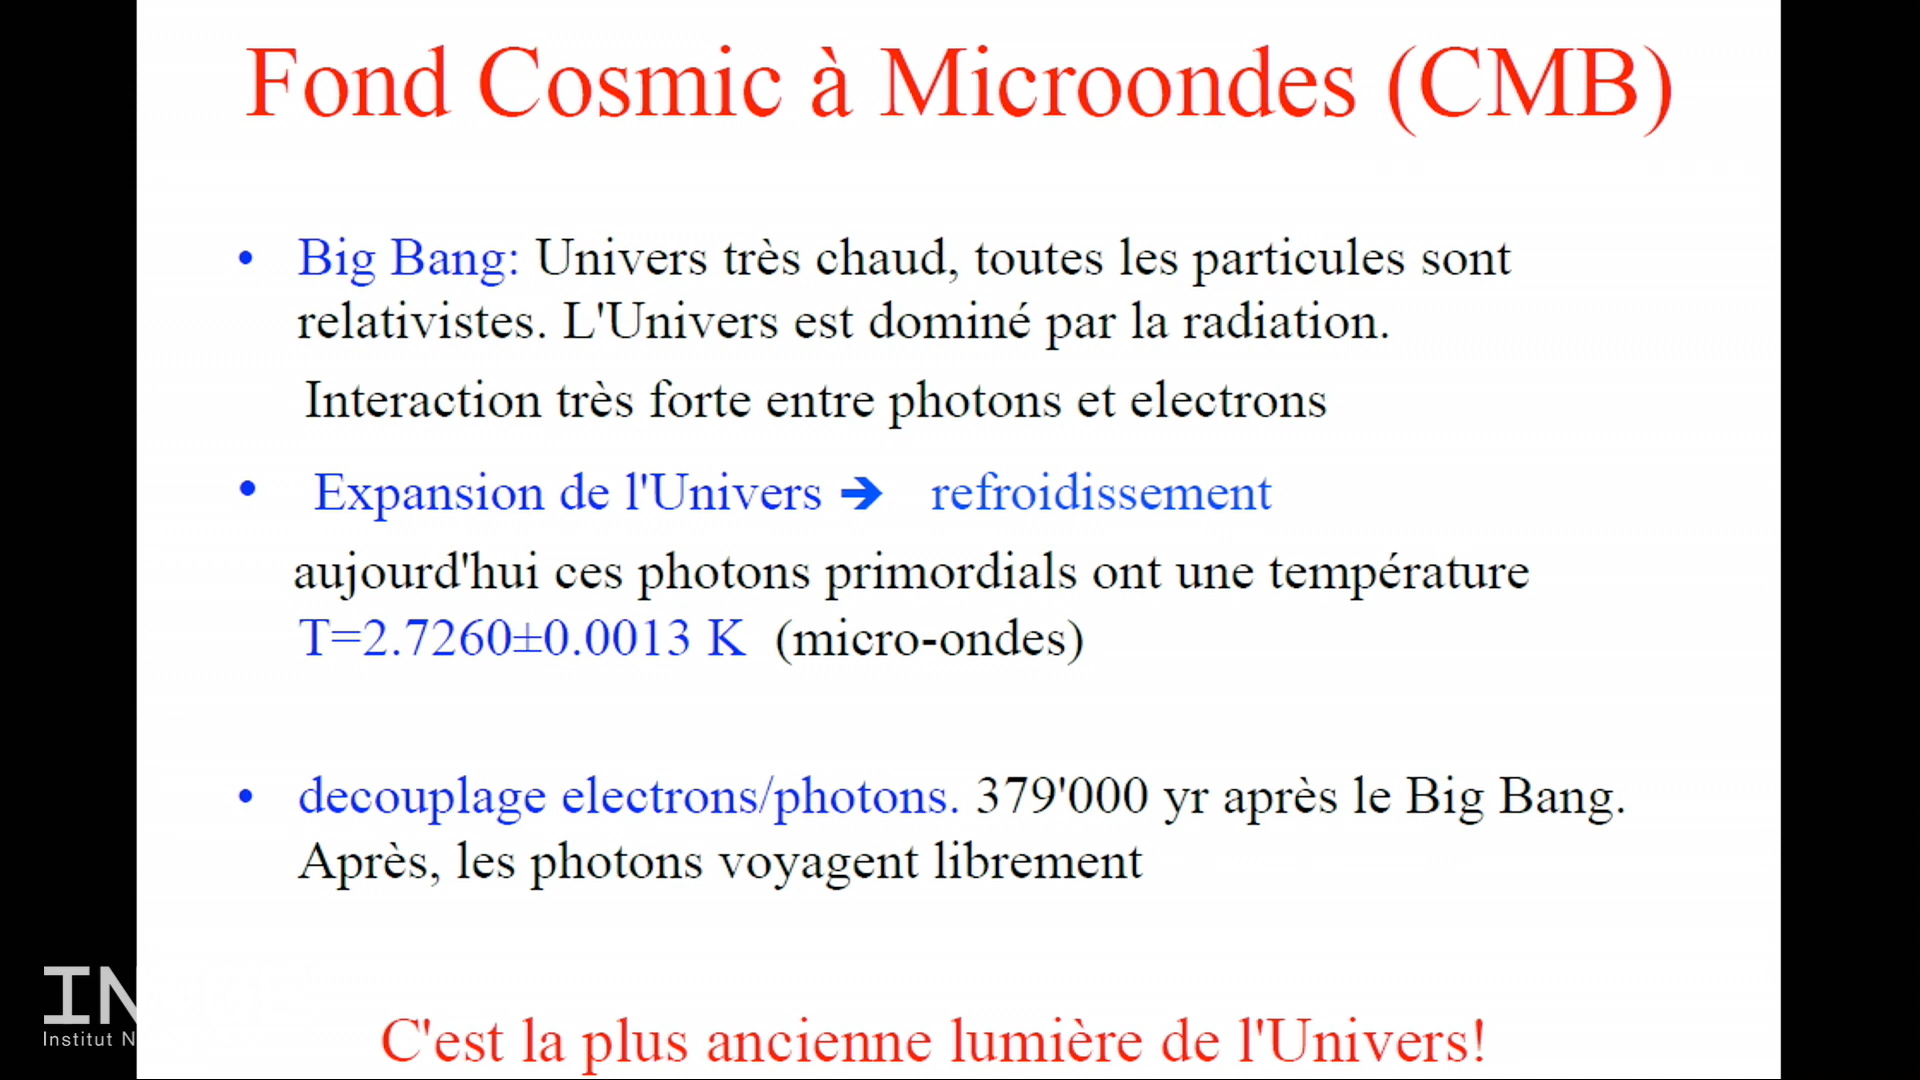 Fond Cosmic à Microondes (CMB)
• Big Bang: Univers très chaud, toutes les particules sont
relativistes. L'Univers est dominé par la radiation.
Interaction très forte entre photons et electrons
• Expansion de l'Univers ➔ refroidissement
aujourd'hui ces photons primordials ont une température
T=2.7260±0.0013 K (micro-ondes)
• decouplage electrons/photons. 379'000 yr après le Big Bang.
Après, les photons voyagent librement
C'est la plus ancienne lumière de l'Univers!
IN
Institut N